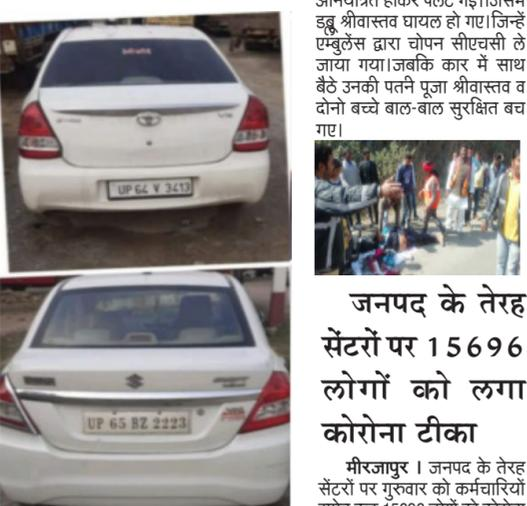 UP 64 V 3413
UP 65 BZ 2223
डब्लू श्रीवास्तव घायल हो गए।जिन्हें
एम्बुलेंस द्वारा चोपन सीएचसी ले
जाया गया।जबकि कार में साथ
बैठे उनकी पतने पूजा श्रीवास्तव व
दोनो बच्चे बाल-बाल सुरक्षित बच
गए।
जनपद के तेरह
सेंटरों पर 15696
लोगों को लगा
कोरोना टीका
मीरजापुर । जनपद के तेरह
सेंटरों पर गुरुवार को कर्मचारियों